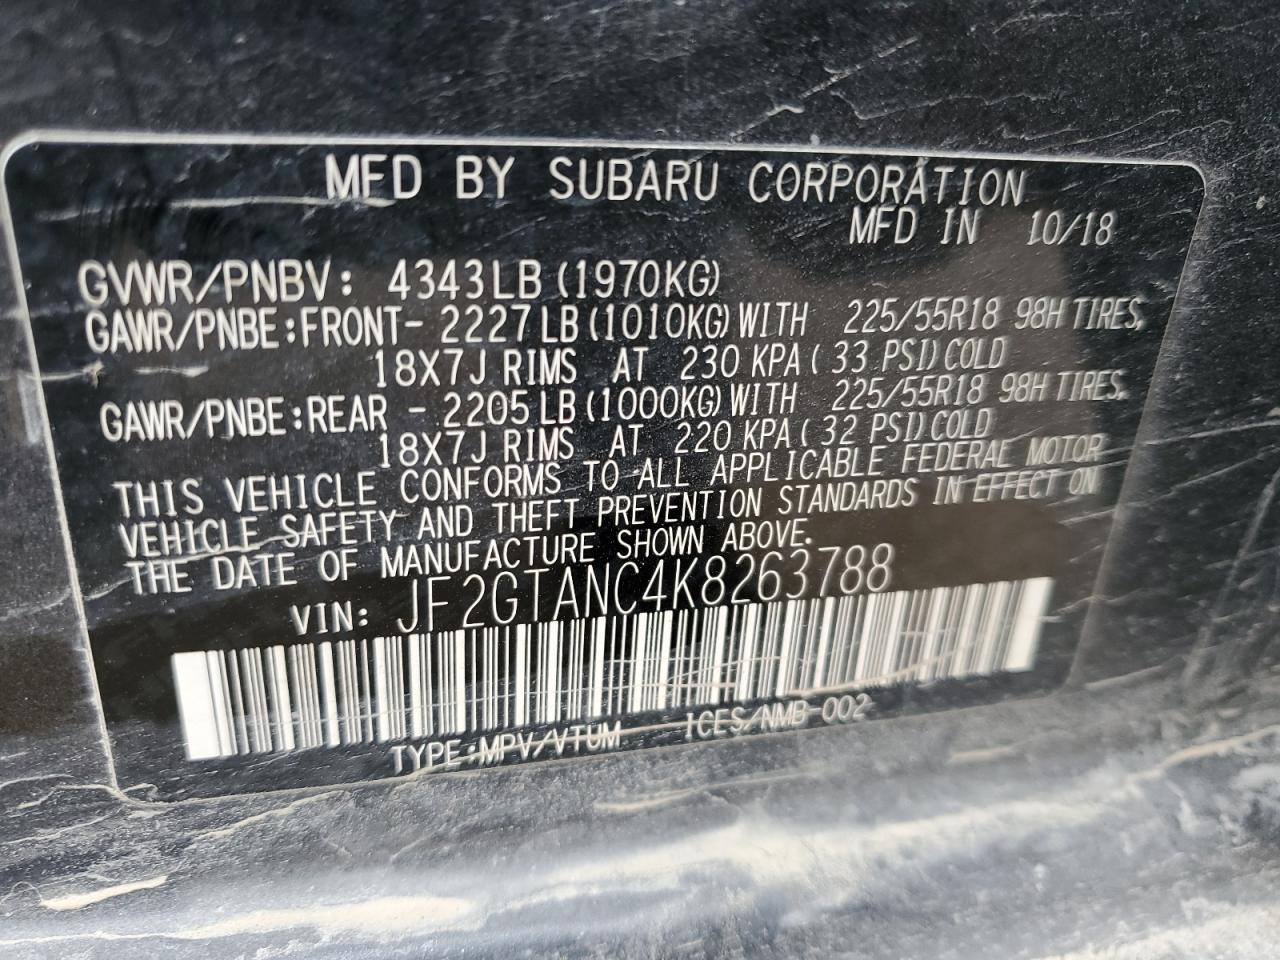 MFD BY SUBARU CORPORATION
MFD IN 10/18
GVWR/PNBV: 4343LB (1970KG)
GAWR/PNBE:FRONT- 2227LB(1010KG)WITH 225/55R18 98H TIRES,
18X7J RIMS AT 230 KPA( 33 PSI)COLD
GAWR/PNBE:REAR - 2205LB(1000KG)WITH 225/55R18 98H TIRES,
18X7J RIMS AT 220 KPA( 32 PSI)COLD
THIS VEHICLE CONFORMS TO ALL APPLICABLE FEDERAL MOTOR
VEHICLE SAFETY AND THEFT PREVENTION STANDARDS IN EFFECT ON
THE DATE OF MANUFACTURE SHOWN ABOVE.
VIN: JF2GTANC4K8263788
TYPE:MPV/VTUM ICES/NMB-002